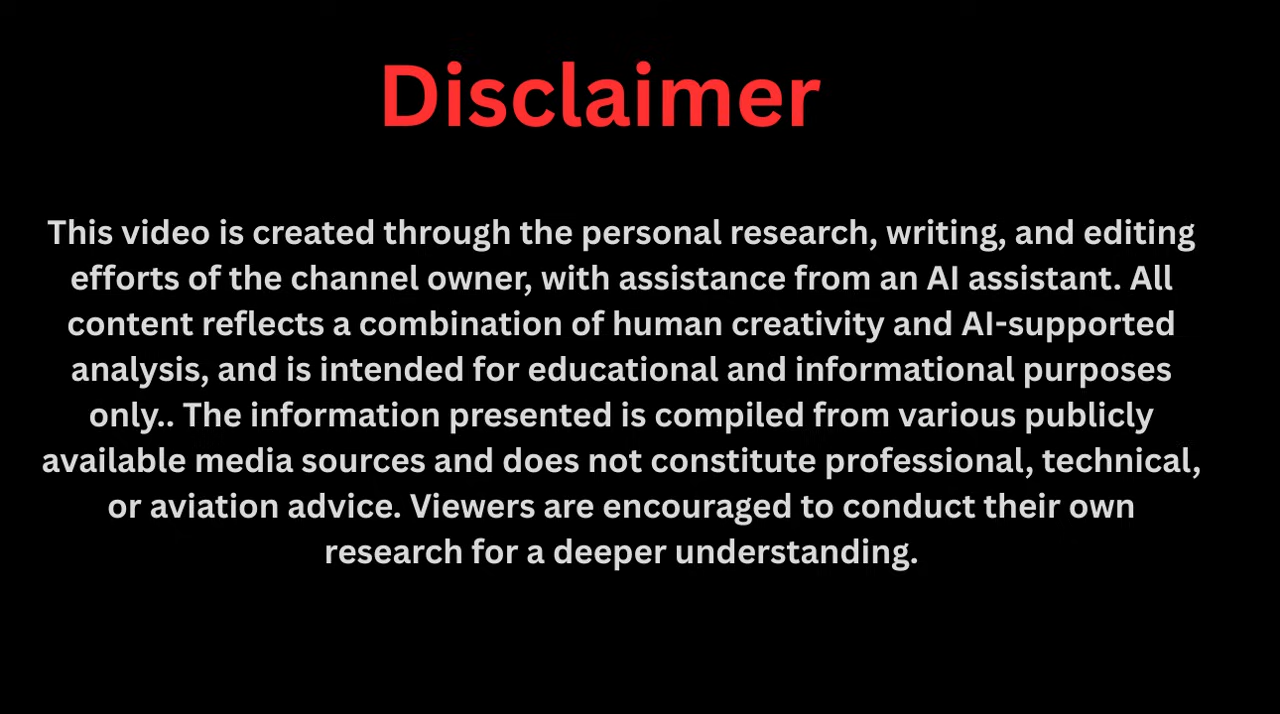 Disclaimer
This video is created through the personal research, writing, and editing
efforts of the channel owner, with assistance from an AI assistant. All
content reflects a combination of human creativity and AI-supported
analysis, and is intended for educational and informational purposes
only.. The information presented is compiled from various publicly
available media sources and does not constitute professional, technical,
or aviation advice. Viewers are encouraged to conduct their own
research for a deeper understanding.